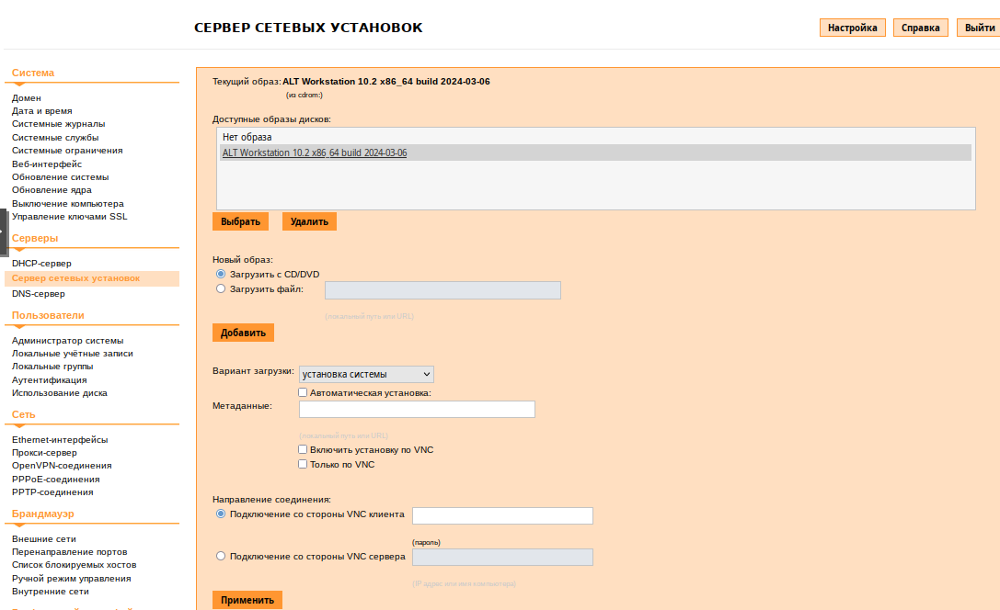 СЕРВЕР СЕТЕВЫХ УСТАНОВОК
Настройка Справка Выйти
Система
Домен
Дата и время
Системные журналы
Системные службы
Системные ограничения
Веб-интерфейс
Обновление системы
Обновление ядра
Выключение компьютера
Управление ключами SSL
Серверы
DHCP-сервер
Сервер сетевых установок
DNS-сервер
Пользователи
Администратор системы
Локальные учётные записи
Локальные группы
Аутентификация
Использование диска
Сеть
Ethernet-интерфейсы
Прокси-сервер
OpenVPN-соединения
PPPoE-соединения
PPTP-соединения
Брандмауэр
Внешние сети
Перенаправление портов
Список блокируемых хостов
Ручной режим управления
Внутренние сети
Текущий образ: ALT Workstation 10.2 x86_64 build 2024-03-06
(из cdrom:)
Доступные образы дисков:
Нет образа
ALT Workstation 10.2 x86_64 build 2024-03-06
Выбрать Удалить
Новый образ:
Загрузить с CD/DVD
Загрузить файл:
(локальный путь или URL)
Добавить
Вариант загрузки: установка системы
Автоматическая установка:
Метаданные:
(локальный путь или URL)
Включить установку по VNC
Только по VNC
Направление соединения:
Подключение со стороны VNC клиента
(пароль)
Подключение со стороны VNC сервера
(IP адрес или имя компьютера)
Применить